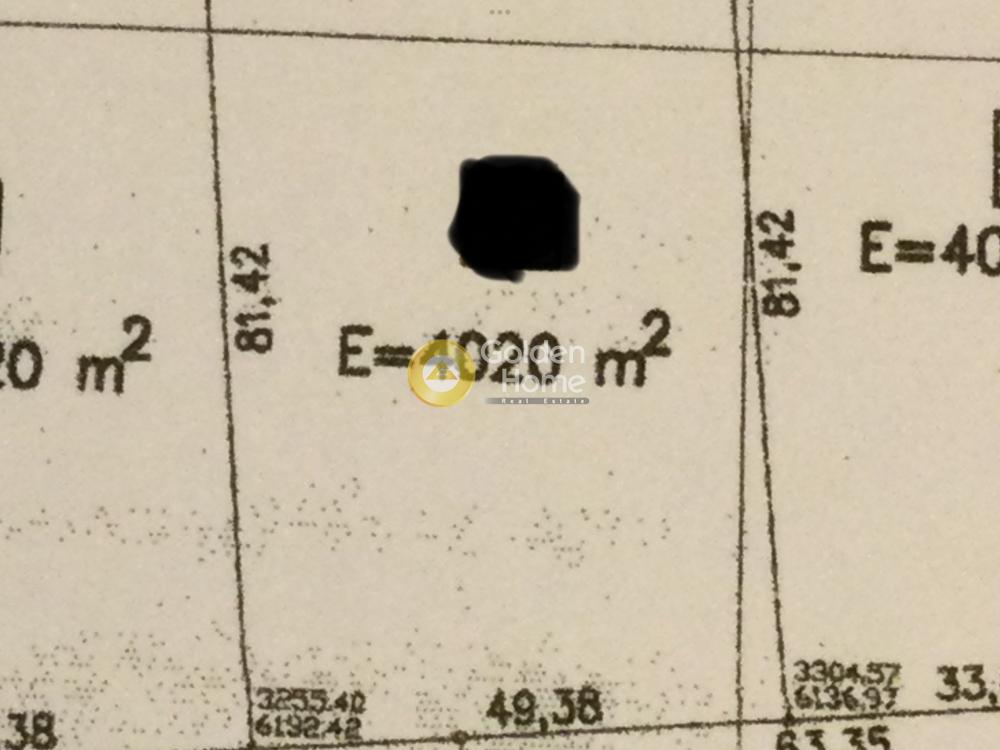 81,42
81,42
E=40
20 m²
E=4020 m²
Golden
Home
Real Estate
3255.40
6192.42
49,38
3304,57
6136,97
33,
,38
63,35